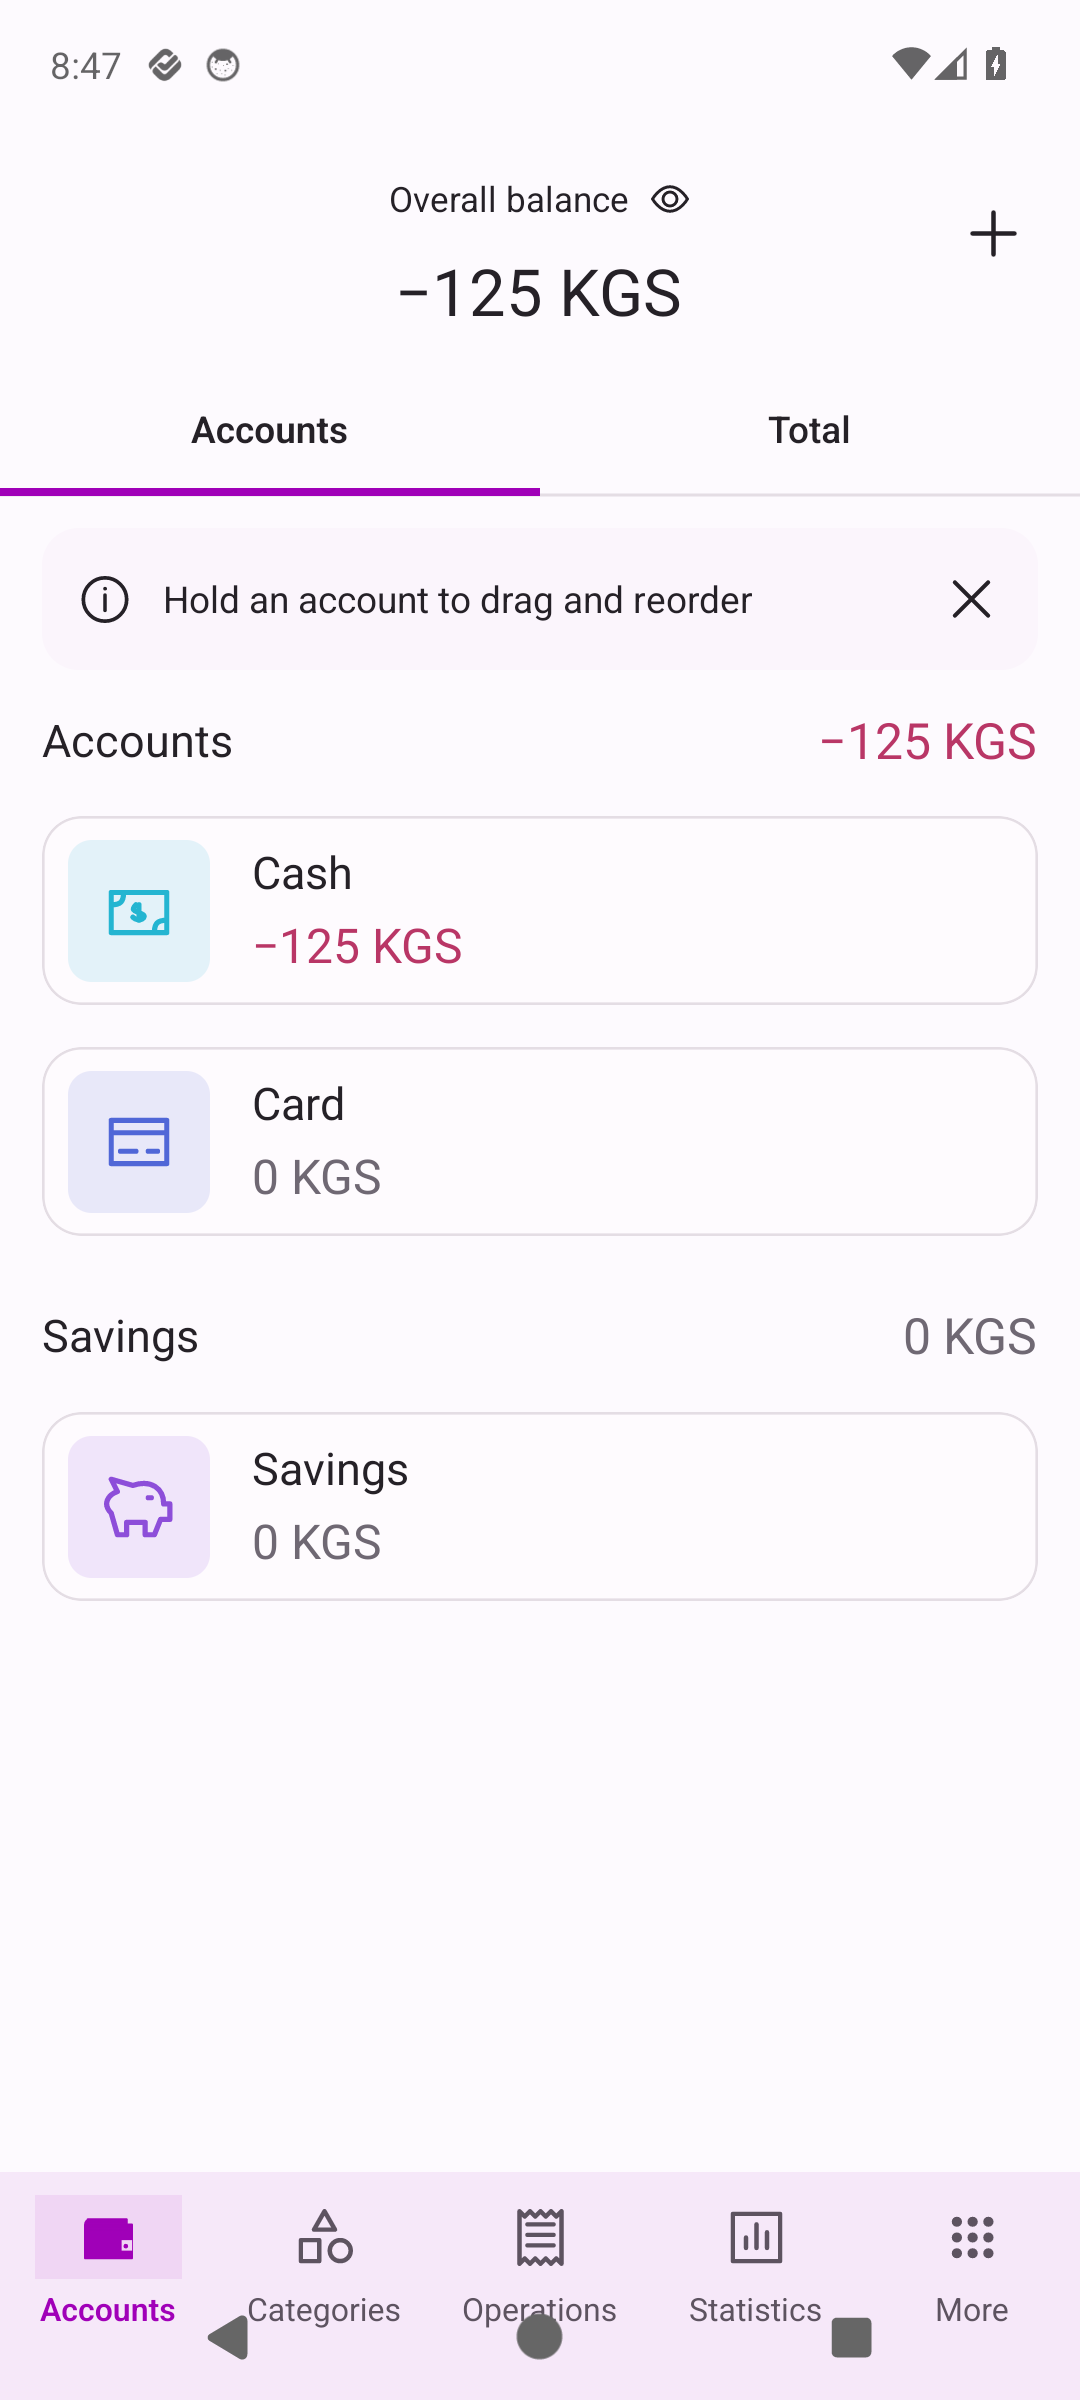 8:47
Overall balance
−125 KGS
Accounts
Total
Hold an account to drag and reorder
Accounts
−125 KGS
Cash
−125 KGS
Card
0 KGS
Savings
0 KGS
Savings
0 KGS
Accounts
Categories
Operations
Statistics
More